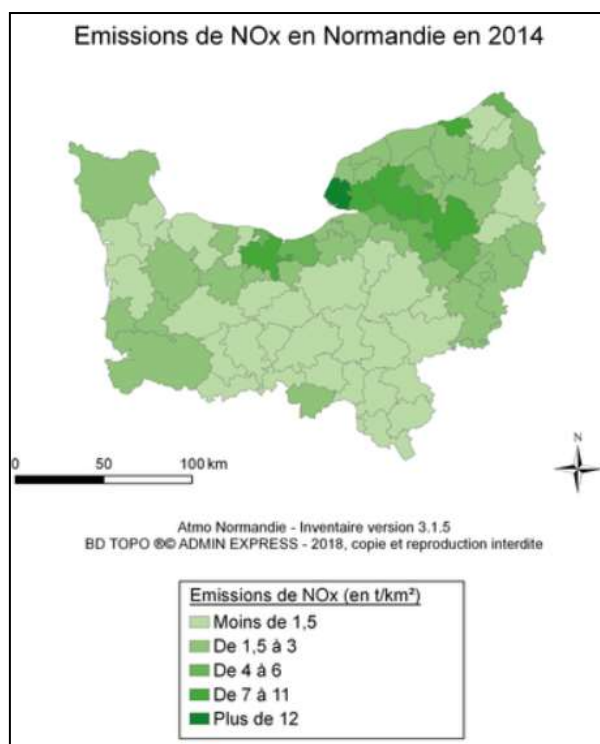 Emissions de NOx en Normandie en 2014
N
0 50 100 km
Atmo Normandie - Inventaire version 3.1.5
BD TOPO ®© ADMIN EXPRESS - 2018, copie et reproduction interdite
Emissions de NOx (en t/km²)
Moins de 1,5
De 1,5 à 3
De 4 à 6
De 7 à 11
Plus de 12